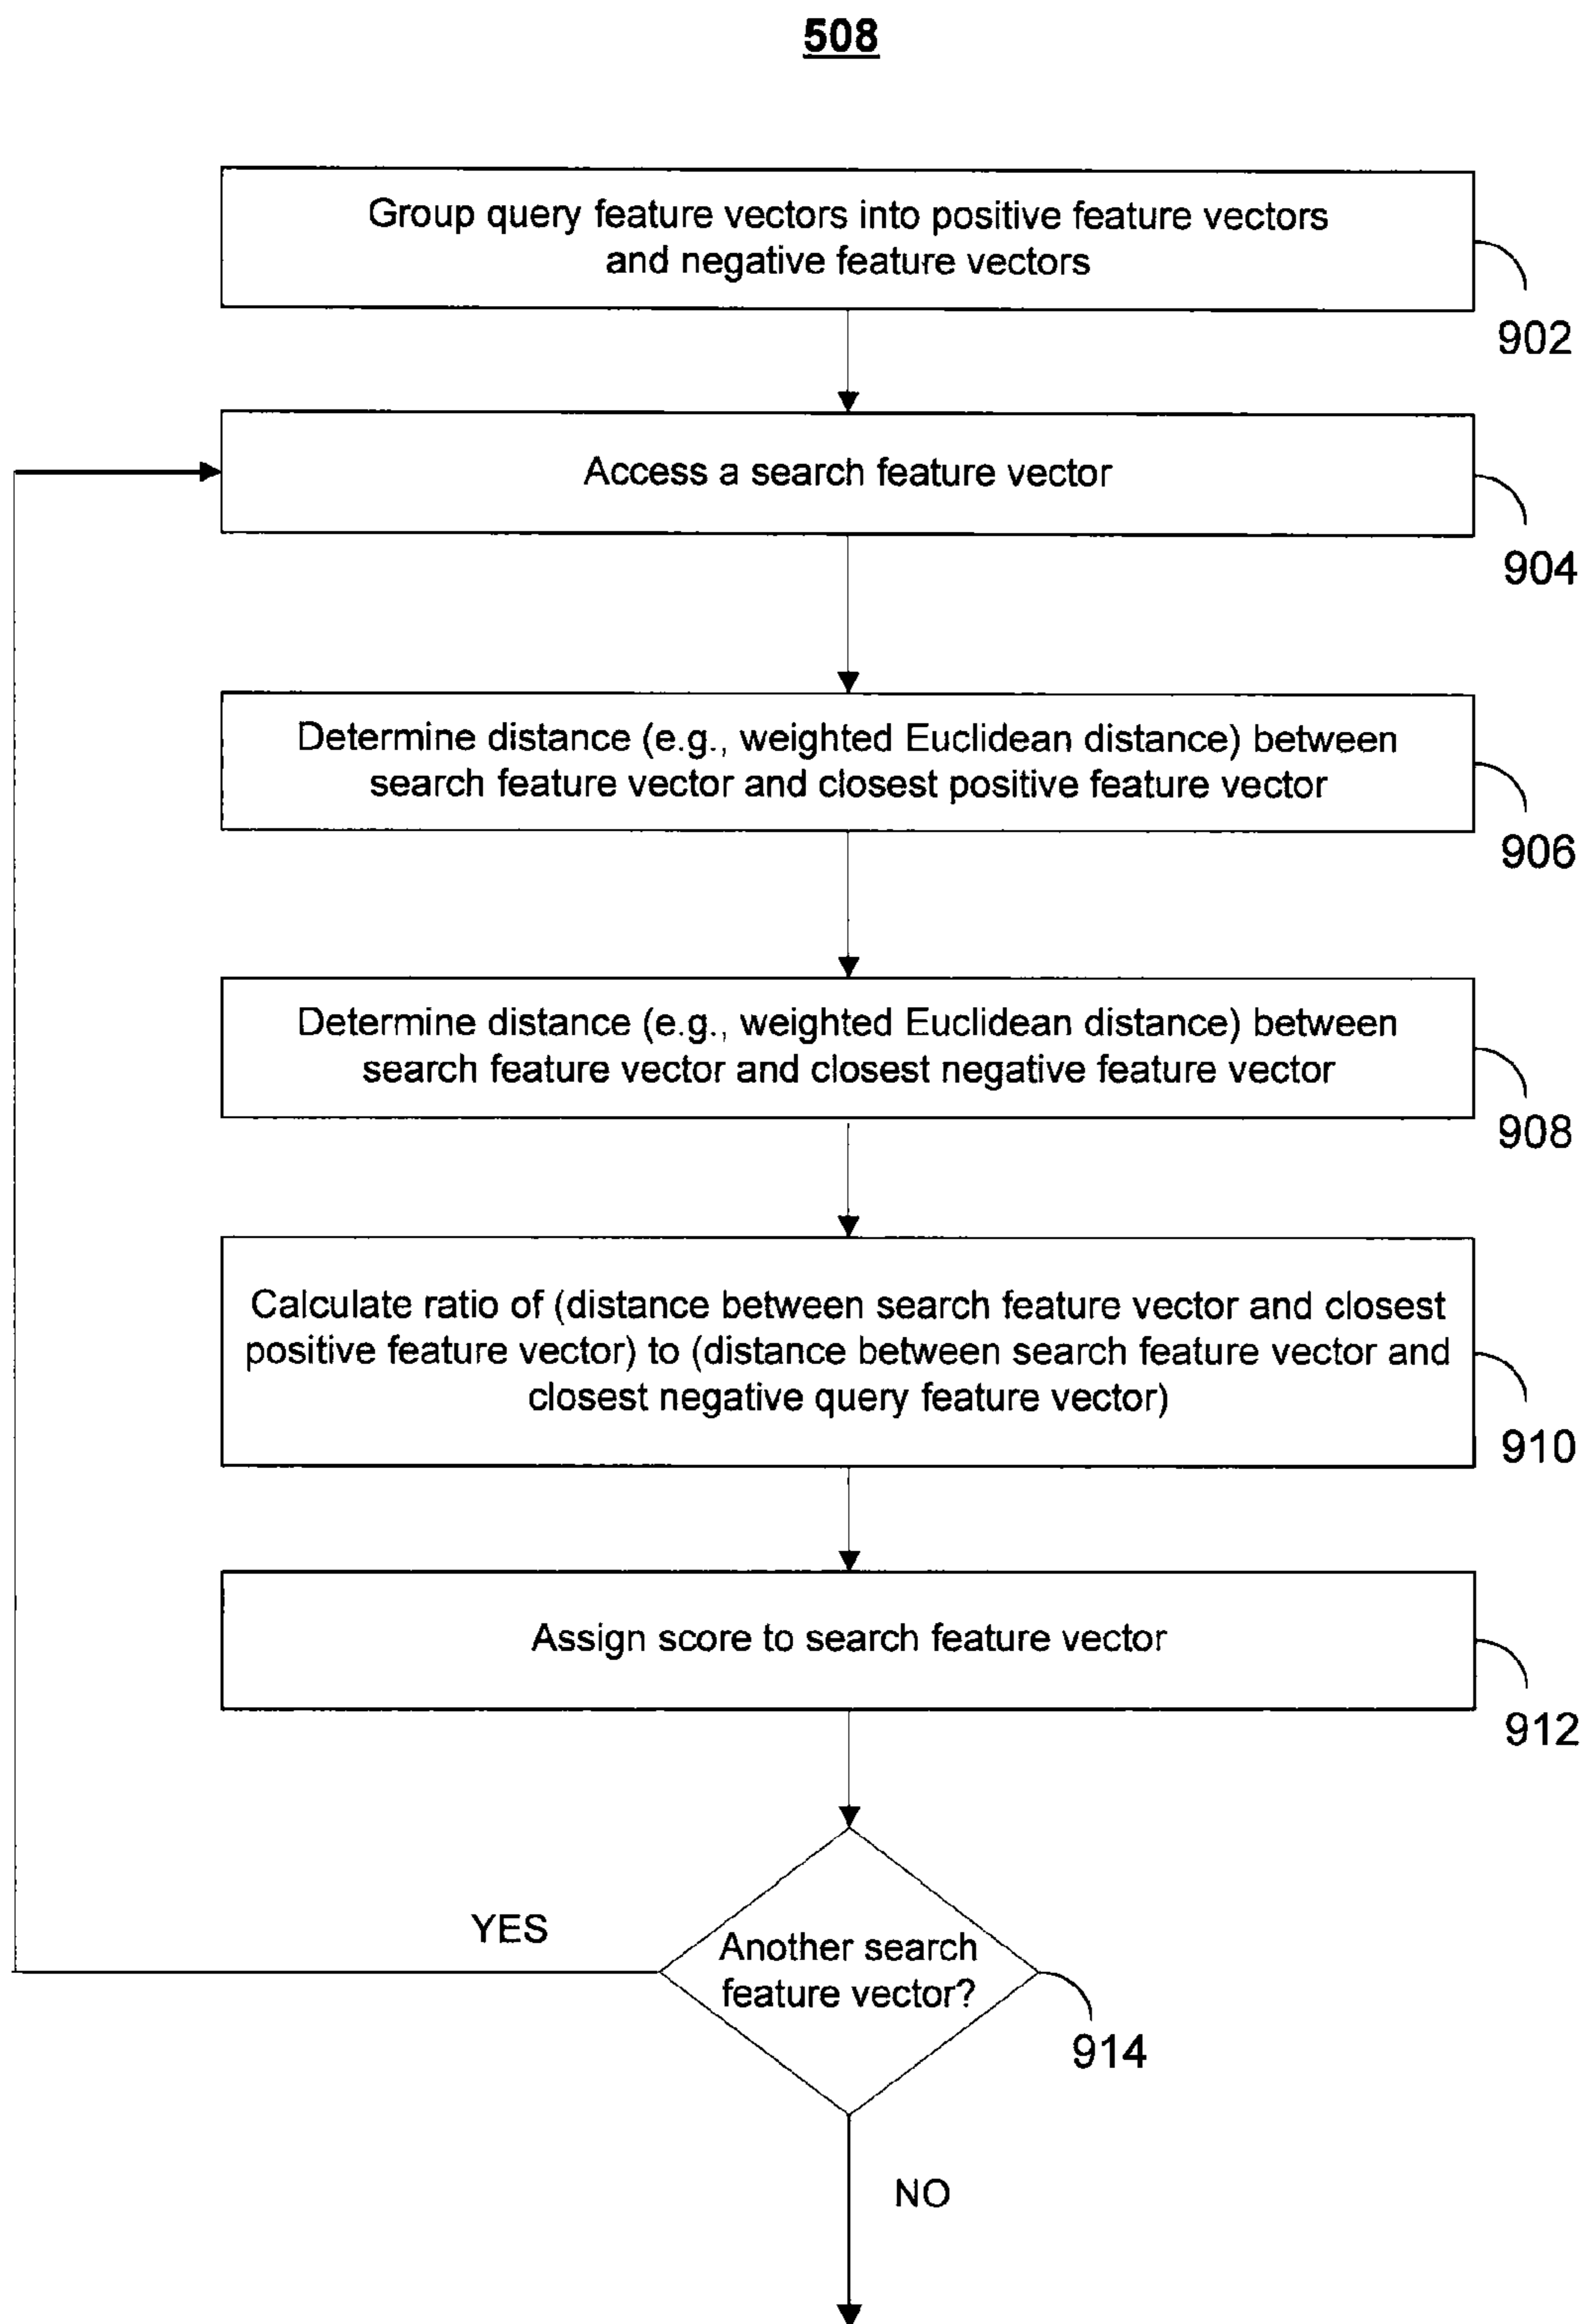 508
Group query feature vectors into positive feature vectors
and negative feature vectors
902
Access a search feature vector
904
Determine distance (e.g., weighted Euclidean distance) between
search feature vector and closest positive feature vector
906
Determine distance (e.g., weighted Euclidean distance) between
search feature vector and closest negative feature vector
908
Calculate ratio of (distance between search feature vector and closest
positive feature vector) to (distance between search feature vector and
closest negative query feature vector)
910
Assign score to search feature vector
912
YES
Another search
feature vector?
914
NO